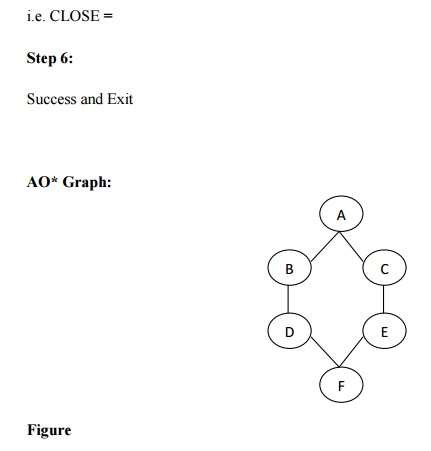 i.e. CLOSE =
Step 6:
Success and Exit
AO* Graph:
A
B
C
D
E
F
Figure